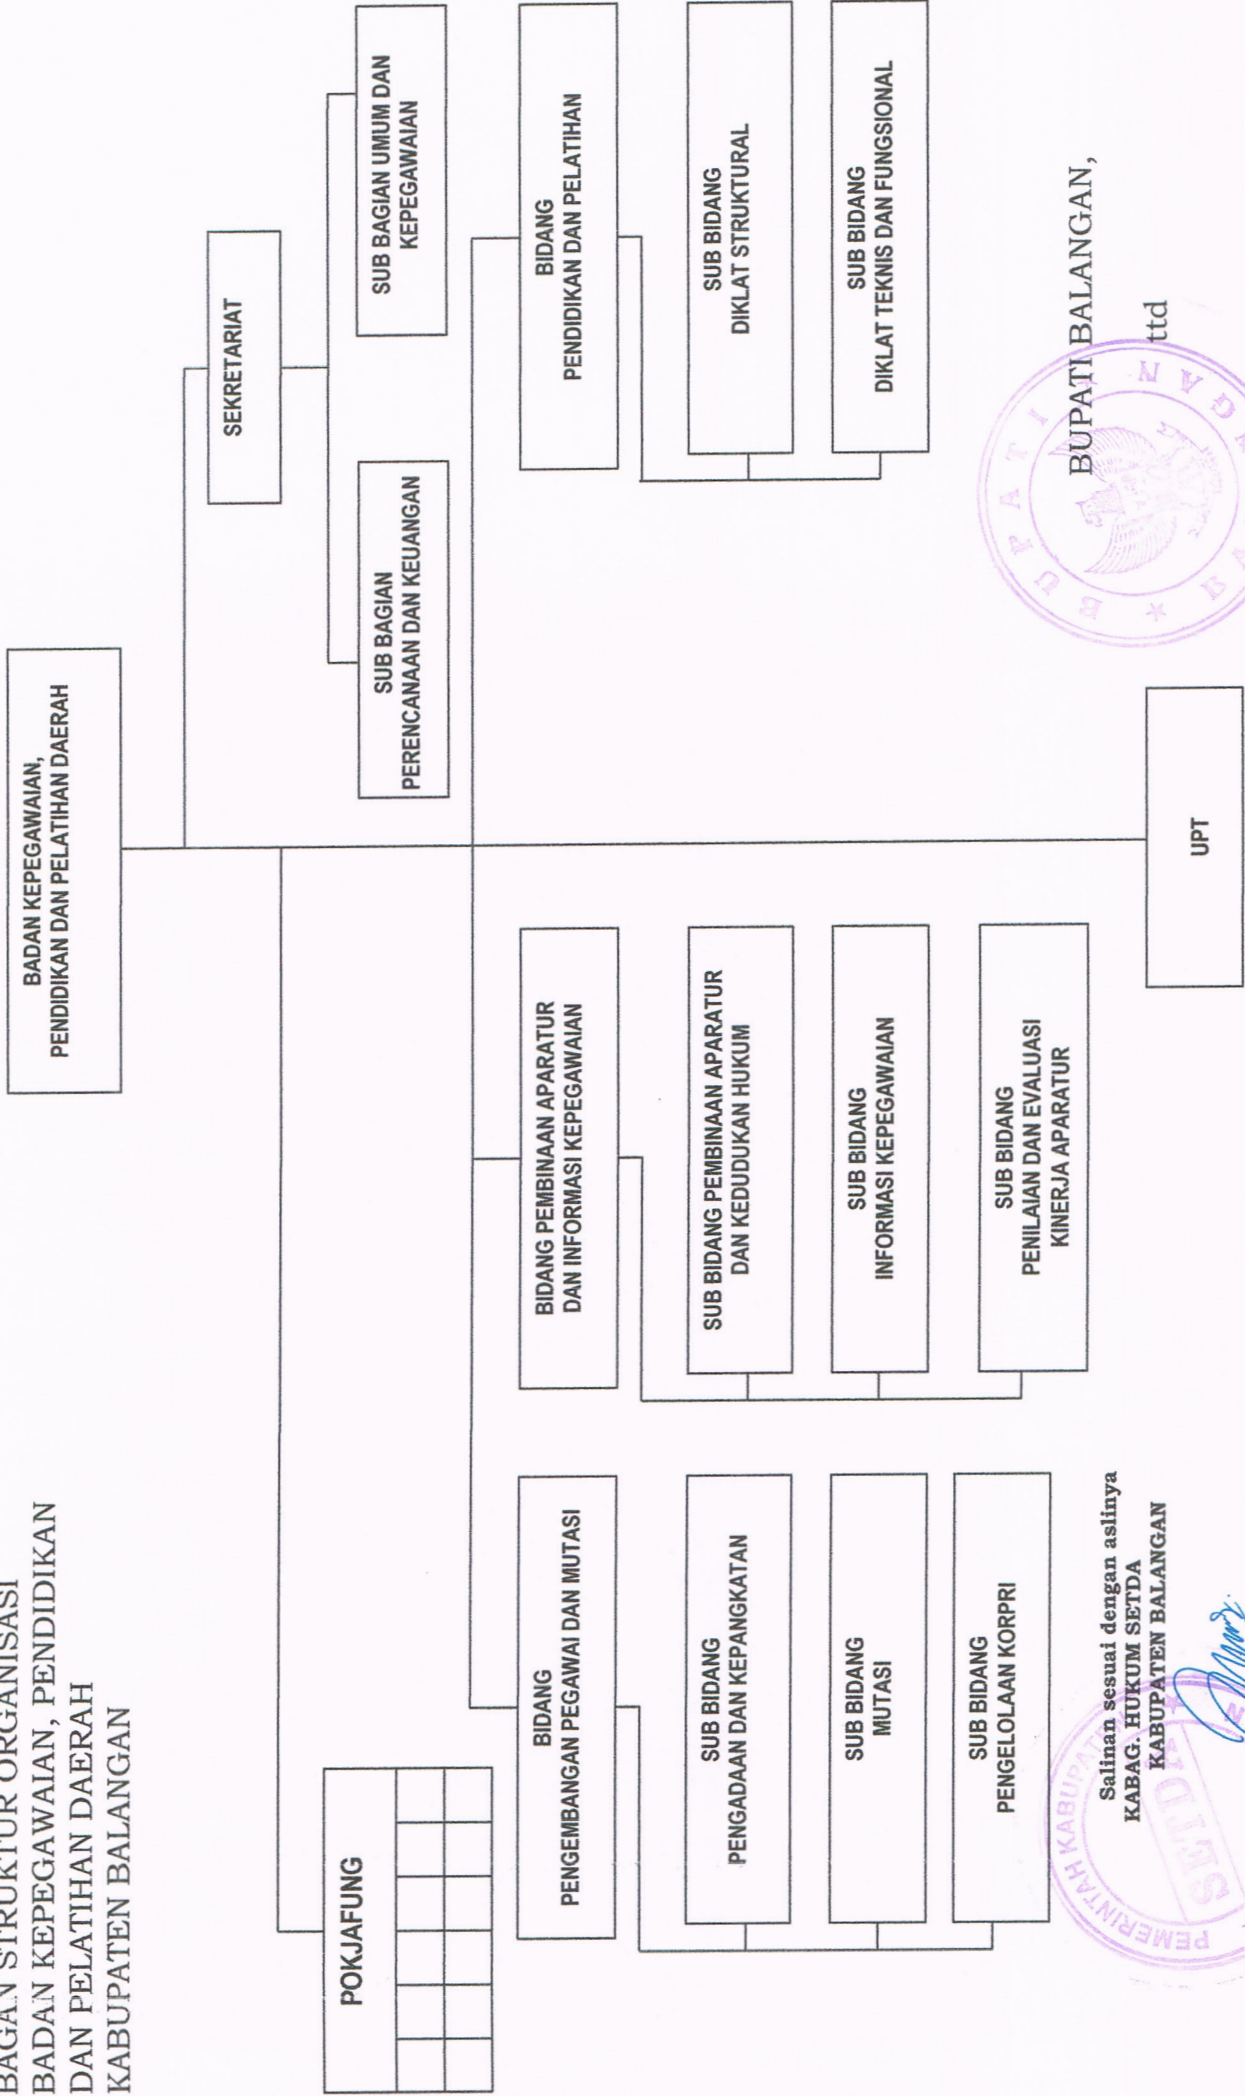 BAGAN STRUKTUR ORGANISASI
BADAN KEPEGAWAIAN, PENDIDIKAN
DAN PELATIHAN DAERAH
KABUPATEN BALANGAN
BADAN KEPEGAWAIAN,
PENDIDIKAN DAN PELATIHAN DAERAH
SEKRETARIAT
POKJAFUNG
SUB BAGIAN
PERENCANAAN DAN KEUANGAN
SUB BAGIAN UMUM DAN
KEPEGAWAIAN
BIDANG
PENGEMBANGAN PEGAWAI DAN MUTASI
BIDANG PEMBINAAN APARATUR
DAN INFORMASI KEPEGAWAIAN
BIDANG
PENDIDIKAN DAN PELATIHAN
SUB BIDANG
PENGADAAN DAN KEPANGKATAN
SUB BIDANG PEMBINAAN APARATUR
DAN KEDUDUKAN HUKUM
SUB BIDANG
DIKLAT STRUKTURAL
SUB BIDANG
MUTASI
SUB BIDANG
INFORMASI KEPEGAWAIAN
SUB BIDANG
DIKLAT TEKNIS DAN FUNGSIONAL
SUB BIDANG
PENGELOLAAN KORPRI
SUB BIDANG
PENILAIAN DAN EVALUASI
KINERJA APARATUR
UPT
BUPATI BALANGAN,
ttd
BUPATI
Salinan sesuai dengan aslinya
KABAG. HUKUM SETDA
KABUPATEN BALANGAN
PEMERINTAH KABUPATEN
SETDA